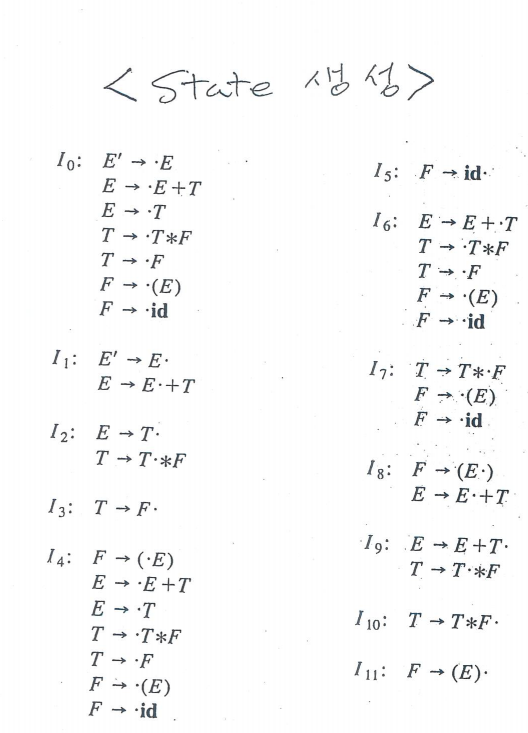 < State 생성 >
I₀: E′ → ·E
E → ·E+T
E → ·T
T → ·T*F
T → ·F
F → ·(E)
F → ·id
I₁: E′ → E·
E → E·+T
I₂: E → T·
T → T·*F
I₃: T → F·
I₄: F → (·E)
E → ·E+T
E → ·T
T → ·T*F
T → ·F
F → ·(E)
F → ·id
I₅: F → id·
I₆: E → E+·T
T → ·T*F
T → ·F
F → ·(E)
F → ·id
I₇: T → T*·F
F → ·(E)
F → ·id
I₈: F → (E·)
E → E·+T
I₉: E → E+T·
T → T·*F
I₁₀: T → T*F·
I₁₁: F → (E)·